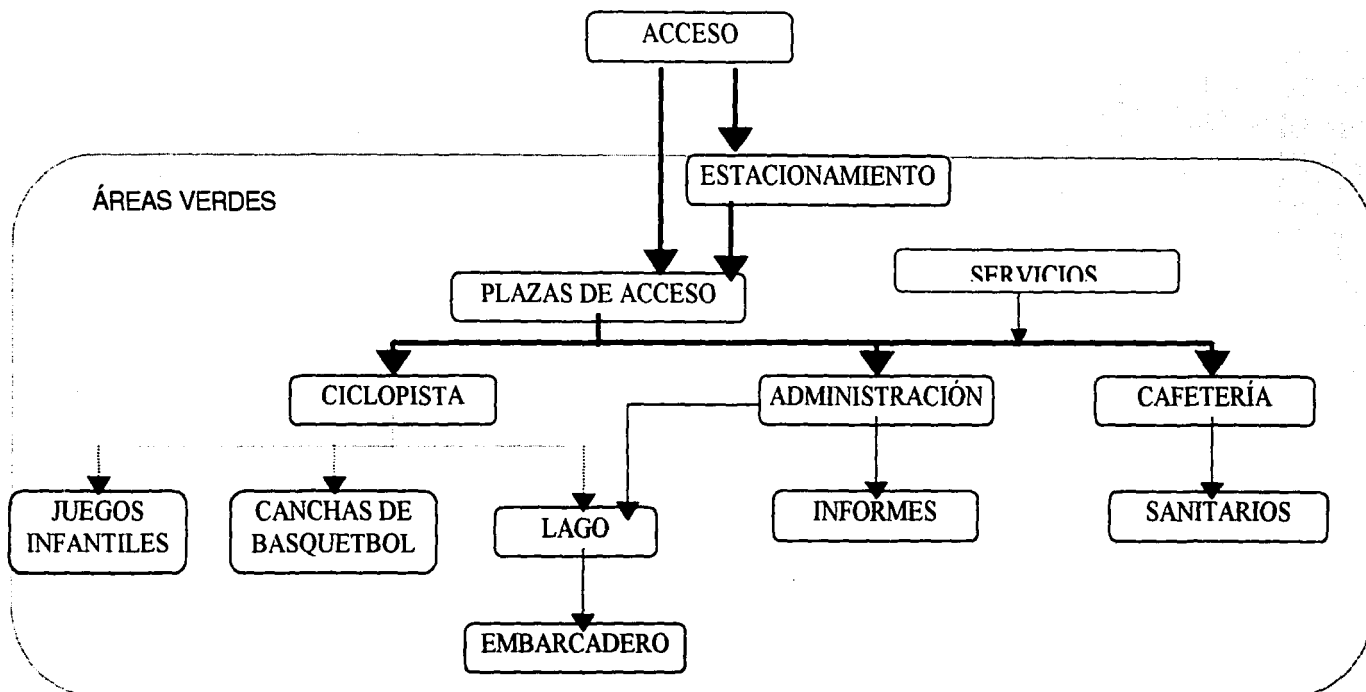 ACCESO
ESTACIONAMIENTO
ÁREAS VERDES
SERVICIOS
PLAZAS DE ACCESO
CICLOPISTA
ADMINISTRACIÓN
CAFETERÍA
JUEGOS
INFANTILES
CANCHAS DE
BASQUETBOL
LAGO
INFORMES
SANITARIOS
EMBARCADERO